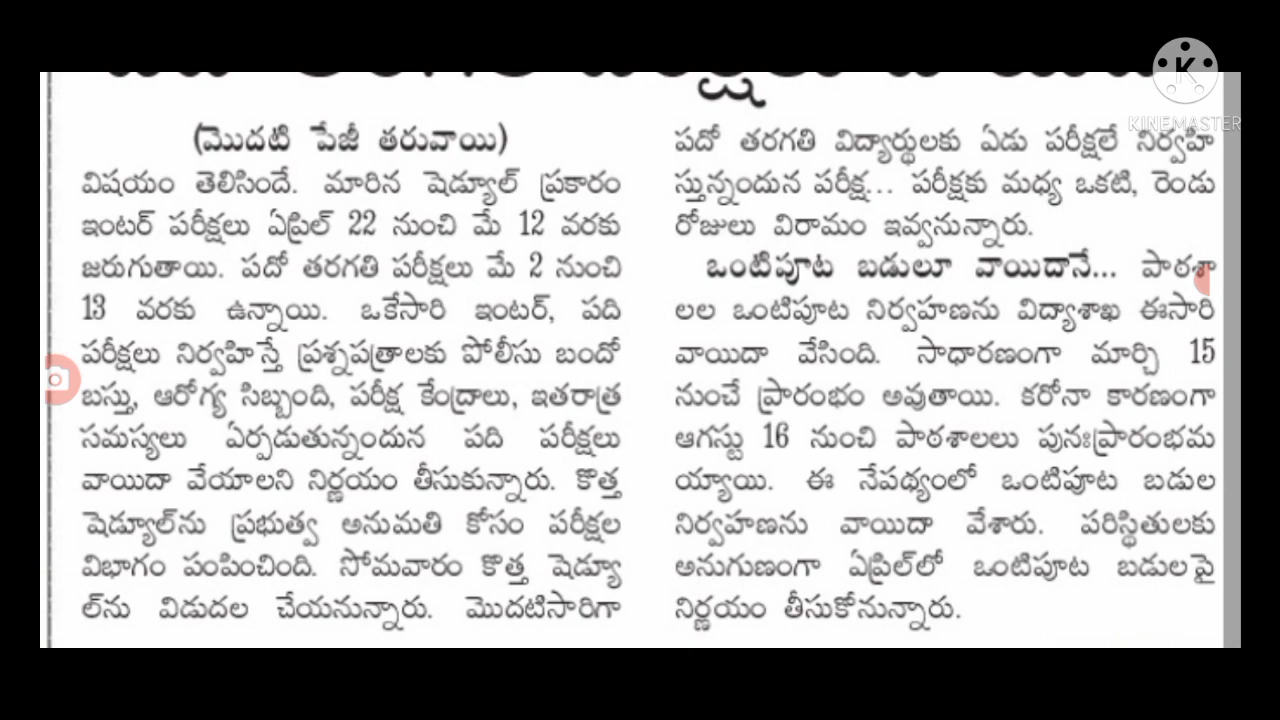 KINEMASTER
(మొదటి పేజీ తరువాయి)
విషయం తెలిసిందే. మారిన షెడ్యూల్ ప్రకారం
ఇంటర్ పరీక్షలు ఏప్రిల్ 22 నుంచి మే 12 వరకు
జరుగుతాయి. పదో తరగతి పరీక్షలు మే 2 నుంచి
13 వరకు ఉన్నాయి. ఒకేసారి ఇంటర్, పది
పరీక్షలు నిర్వహిస్తే ప్రశ్నపత్రాలకు పోలీసు బందో
బస్తు, ఆరోగ్య సిబ్బంది, పరీక్ష కేంద్రాలు, ఇతరాత్ర
సమస్యలు ఏర్పడుతున్నందున పది పరీక్షలు
వాయిదా వేయాలని నిర్ణయం తీసుకున్నారు. కొత్త
షెడ్యూల్‌ను ప్రభుత్వ అనుమతి కోసం పరీక్షల
విభాగం పంపించింది. సోమవారం కొత్త షెడ్యూ
ల్‌ను విడుదల చేయనున్నారు. మొదటిసారిగా
పదో తరగతి విద్యార్థులకు ఏడు పరీక్షలే నిర్వహి
స్తున్నందున పరీక్ష... పరీక్షకు మధ్య ఒకటి, రెండు
రోజులు విరామం ఇవ్వనున్నారు.
ఒంటిపూట బడులూ వాయిదానే... పాఠశా
లల ఒంటిపూట నిర్వహణను విద్యాశాఖ ఈసారి
వాయిదా వేసింది. సాధారణంగా మార్చి 15
నుంచే ప్రారంభం అవుతాయి. కరోనా కారణంగా
ఆగస్టు 16 నుంచి పాఠశాలలు పునఃప్రారంభమ
య్యాయి. ఈ నేపథ్యంలో ఒంటిపూట బడుల
నిర్వహణను వాయిదా వేశారు. పరిస్థితులకు
అనుగుణంగా ఏప్రిల్‌లో ఒంటిపూట బడులపై
నిర్ణయం తీసుకోనున్నారు.